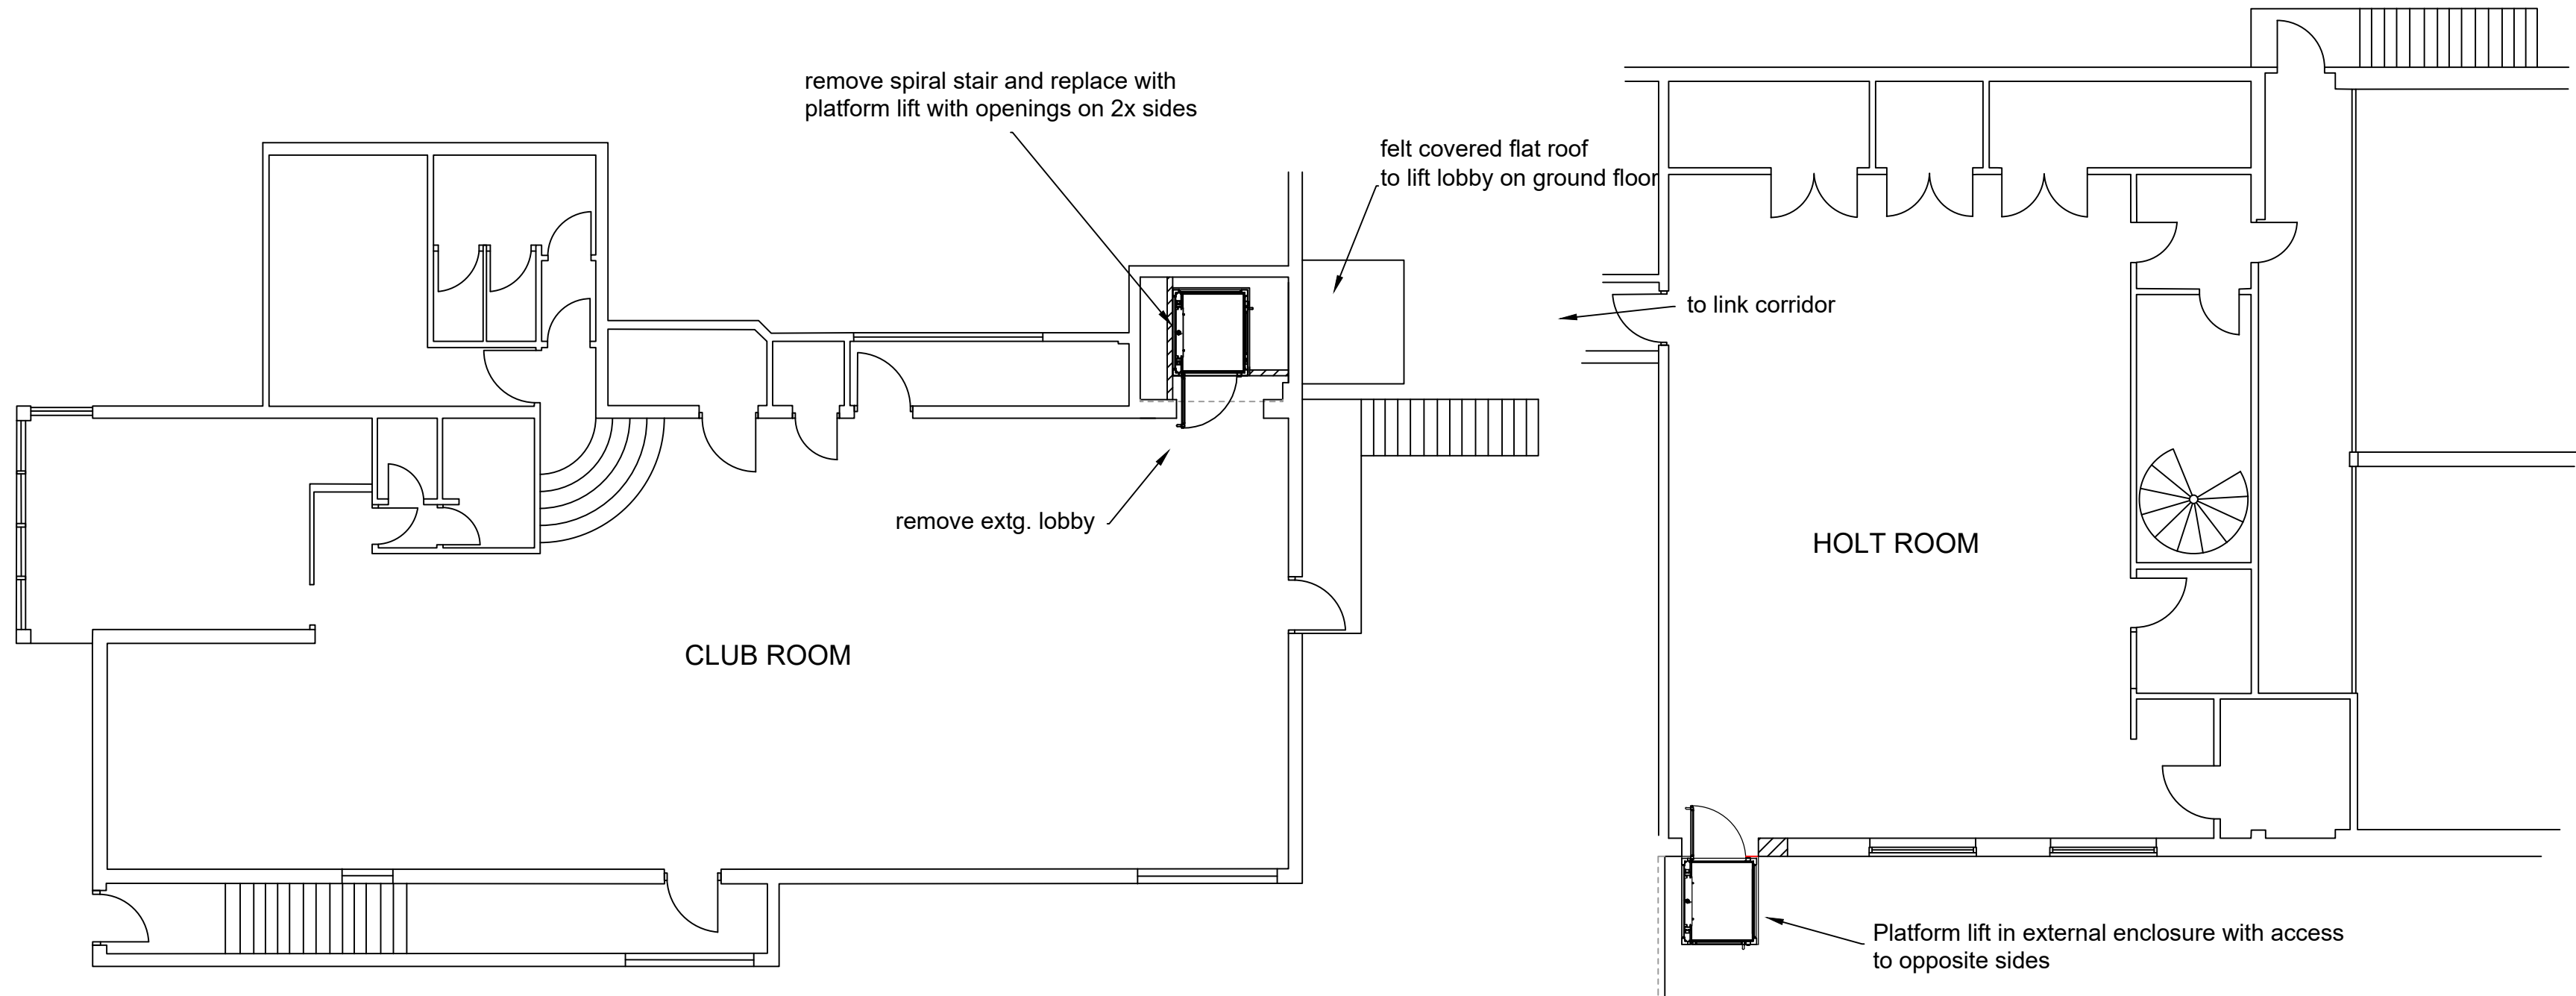 remove spiral stair and replace with
platform lift with openings on 2x sides
felt covered flat roof
to lift lobby on ground floor
to link corridor
remove extg. lobby
HOLT ROOM
CLUB ROOM
Platform lift in external enclosure with access
to opposite sides